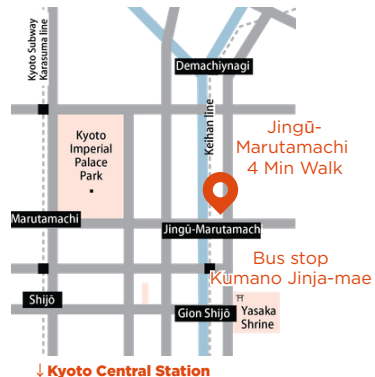 Kyoto Subway
Karasuma line
Demachiynagi
Keihan line
Kyoto
Imperial
Palace
Park
Jingū-
Marutamachi
4 Min Walk
Marutamachi
Jingū-Marutamach
Bus stop
Kumano Jinja-mae
Shijō
Gion Shijō
Yasaka
Shrine
↓ Kyoto Central Station